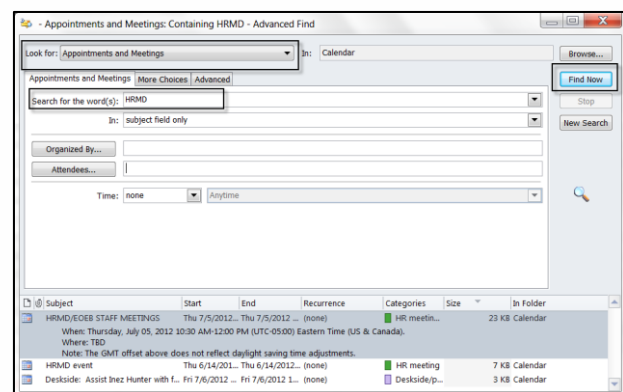 - Appointments and Meetings: Containing HRMD - Advanced Find
Look for: Appointments and Meetings In: Calendar Browse...
Appointments and Meetings More Choices Advanced Find Now
Search for the word(s): HRMD Stop
In: subject field only New Search
Organized By...
Attendees...
Time: none Anytime
Subject Start End Recurrence Categories Size In Folder
HRMD/EOEB STAFF MEETINGS Thu 7/5/2012... Thu 7/5/2012... (none) HR meetin... 23 KB Calendar
When: Thursday, July 05, 2012 10:30 AM-12:00 PM (UTC-05:00) Eastern Time (US & Canada).
Where: TBD
Note: The GMT offset above does not reflect daylight saving time adjustments.
HRMD event Thu 6/14/201... Thu 6/14/2012... (none) HR meeting 7 KB Calendar
Deskside: Assist Inez Hunter with f... Fri 7/6/2012 ... Fri 7/6/2012 1... (none) Deskside/p... 3 KB Calendar